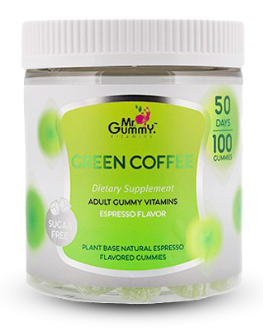 Mr
Gummy™
vitamins
50
DAYS
100
GUMMIES
GREEN COFFEE
Dietary Supplement
ADULT GUMMY VITAMINS
ESPRESSO FLAVOR
SUGAR
FREE
PLANT BASE NATURAL ESPRESSO
FLAVORED GUMMIES